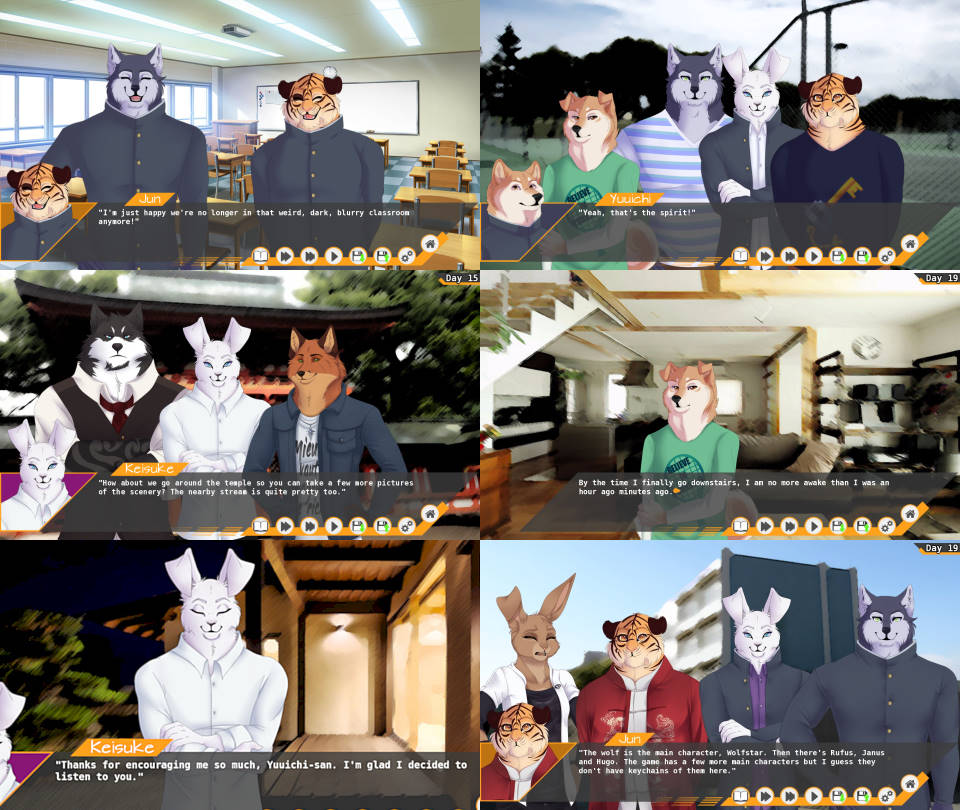 Jun
"I'm just happy we're no longer in that weird, dark, blurry classroom
anymore!"
BELIEVE
Yuuichi
"Yeah, that's the spirit!"
Day 15
Keisuke
"How about we go around the temple so you can take a few more pictures
of the scenery? The nearby stream is quite pretty too."
Day 19
BELIEVE
By the time I finally go downstairs, I am no more awake than I was an
hour ago minutes ago.
Keisuke
"Thanks for encouraging me so much, Yuuichi-san. I'm glad I decided to
listen to you."
Day 19
Jun
"The wolf is the main character, Wolfstar. Then there's Rufus, Janus
and Hugo. The game has a few more main characters but I guess they
don't have keychains of them here."